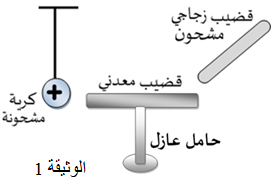 قضيب زجاجي
مشحون
قضيب معدني
كرية
مشحونة
+
حامل عازل
الوثيقة 1